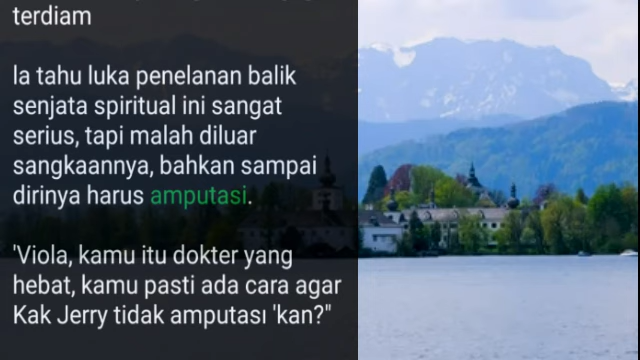 terdiam
Ia tahu luka penelanan balik
senjata spiritual ini sangat
serius, tapi malah diluar
sangkaannya, bahkan sampai
dirinya harus amputasi.
'Viola, kamu itu dokter yang
hebat, kamu pasti ada cara agar
Kak Jerry tidak amputasi 'kan?"